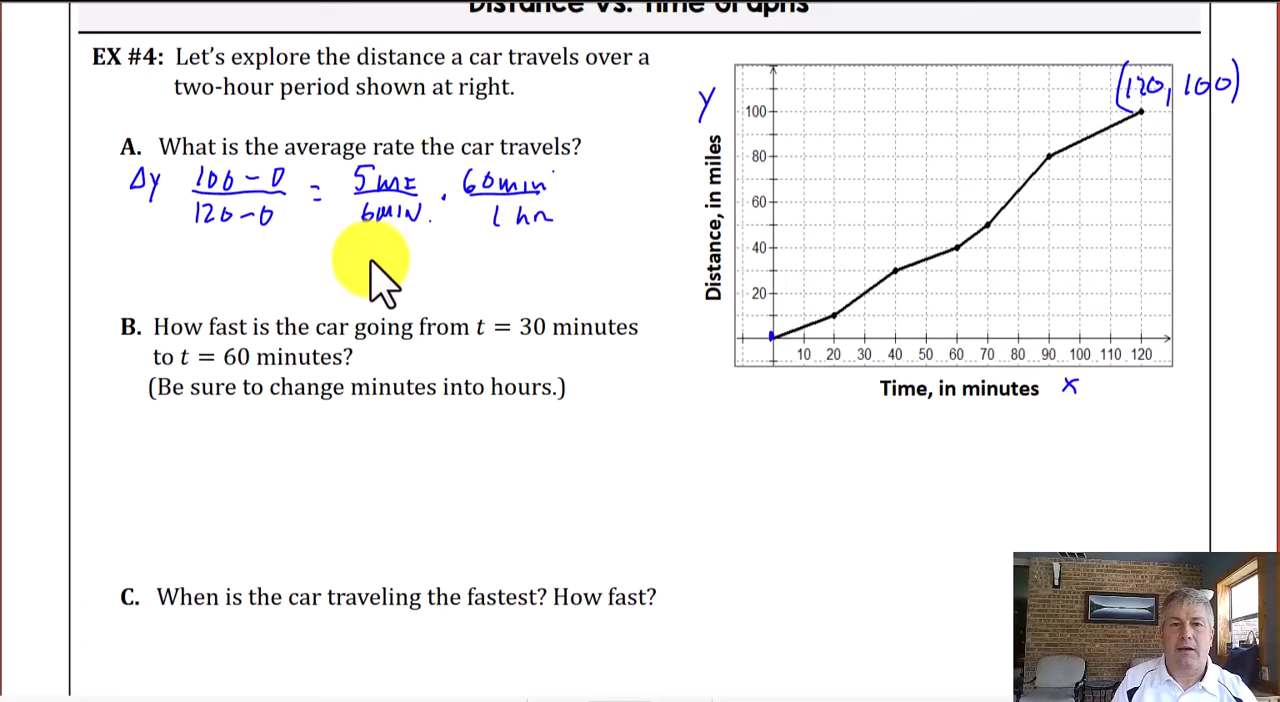 Distance vs. Time Graphs
EX #4: Let's explore the distance a car travels over a
two-hour period shown at right.
A. What is the average rate the car travels?
Δy 100-0 = 5 MI . 60 min
120-0 6 MIN. 1 hr
B. How fast is the car going from t = 30 minutes
to t = 60 minutes?
(Be sure to change minutes into hours.)
C. When is the car traveling the fastest? How fast?
(120, 100)
y
Distance, in miles
100
80
60
40
20
10 20 30 40 50 60 70 80 90 100 110 120
Time, in minutes x